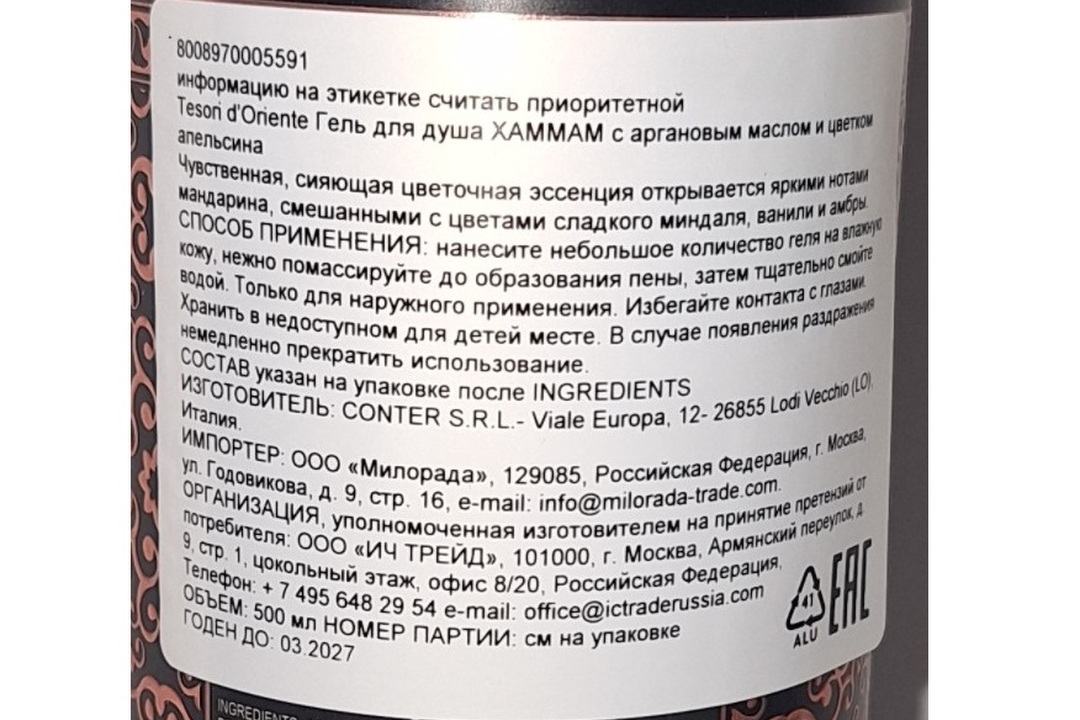 8008970005591
информацию на этикетке считать приоритетной
Tesori d'Oriente Гель для душа ХАММАМ с аргановым маслом и цветком
апельсина
Чувственная, сияющая цветочная эссенция открывается яркими нотами
мандарина, смешанными с цветами сладкого миндаля, ванили и амбры.
СПОСОБ ПРИМЕНЕНИЯ: нанесите небольшое количество геля на влажную
кожу, нежно помассируйте до образования пены, затем тщательно смойте
водой. Только для наружного применения. Избегайте контакта с глазами.
Хранить в недоступном для детей месте. В случае появления раздражения
немедленно прекратить использование.
СОСТАВ указан на упаковке после INGREDIENTS
ИЗГОТОВИТЕЛЬ: CONTER S.R.L.- Viale Europa, 12- 26855 Lodi Vecchio (LO),
Италия.
ИМПОРТЕР: ООО «Милорада», 129085, Российская Федерация, г. Москва,
ул. Годовикова, д. 9, стр. 16, e-mail: info@milorada-trade.com.
ОРГАНИЗАЦИЯ, уполномоченная изготовителем на принятие претензий от
потребителя: ООО «ИЧ ТРЕЙД», 101000, г. Москва, Армянский переулок, д.
9, стр. 1, цокольный этаж, офис 8/20, Российская Федерация,
Телефон: + 7 495 648 29 54 e-mail: office@ictraderussia.com
ОБЪЕМ: 500 мл НОМЕР ПАРТИИ: см на упаковке
ГОДЕН ДО: 03.2027
41
ALU
EAC
INGREDIENTS